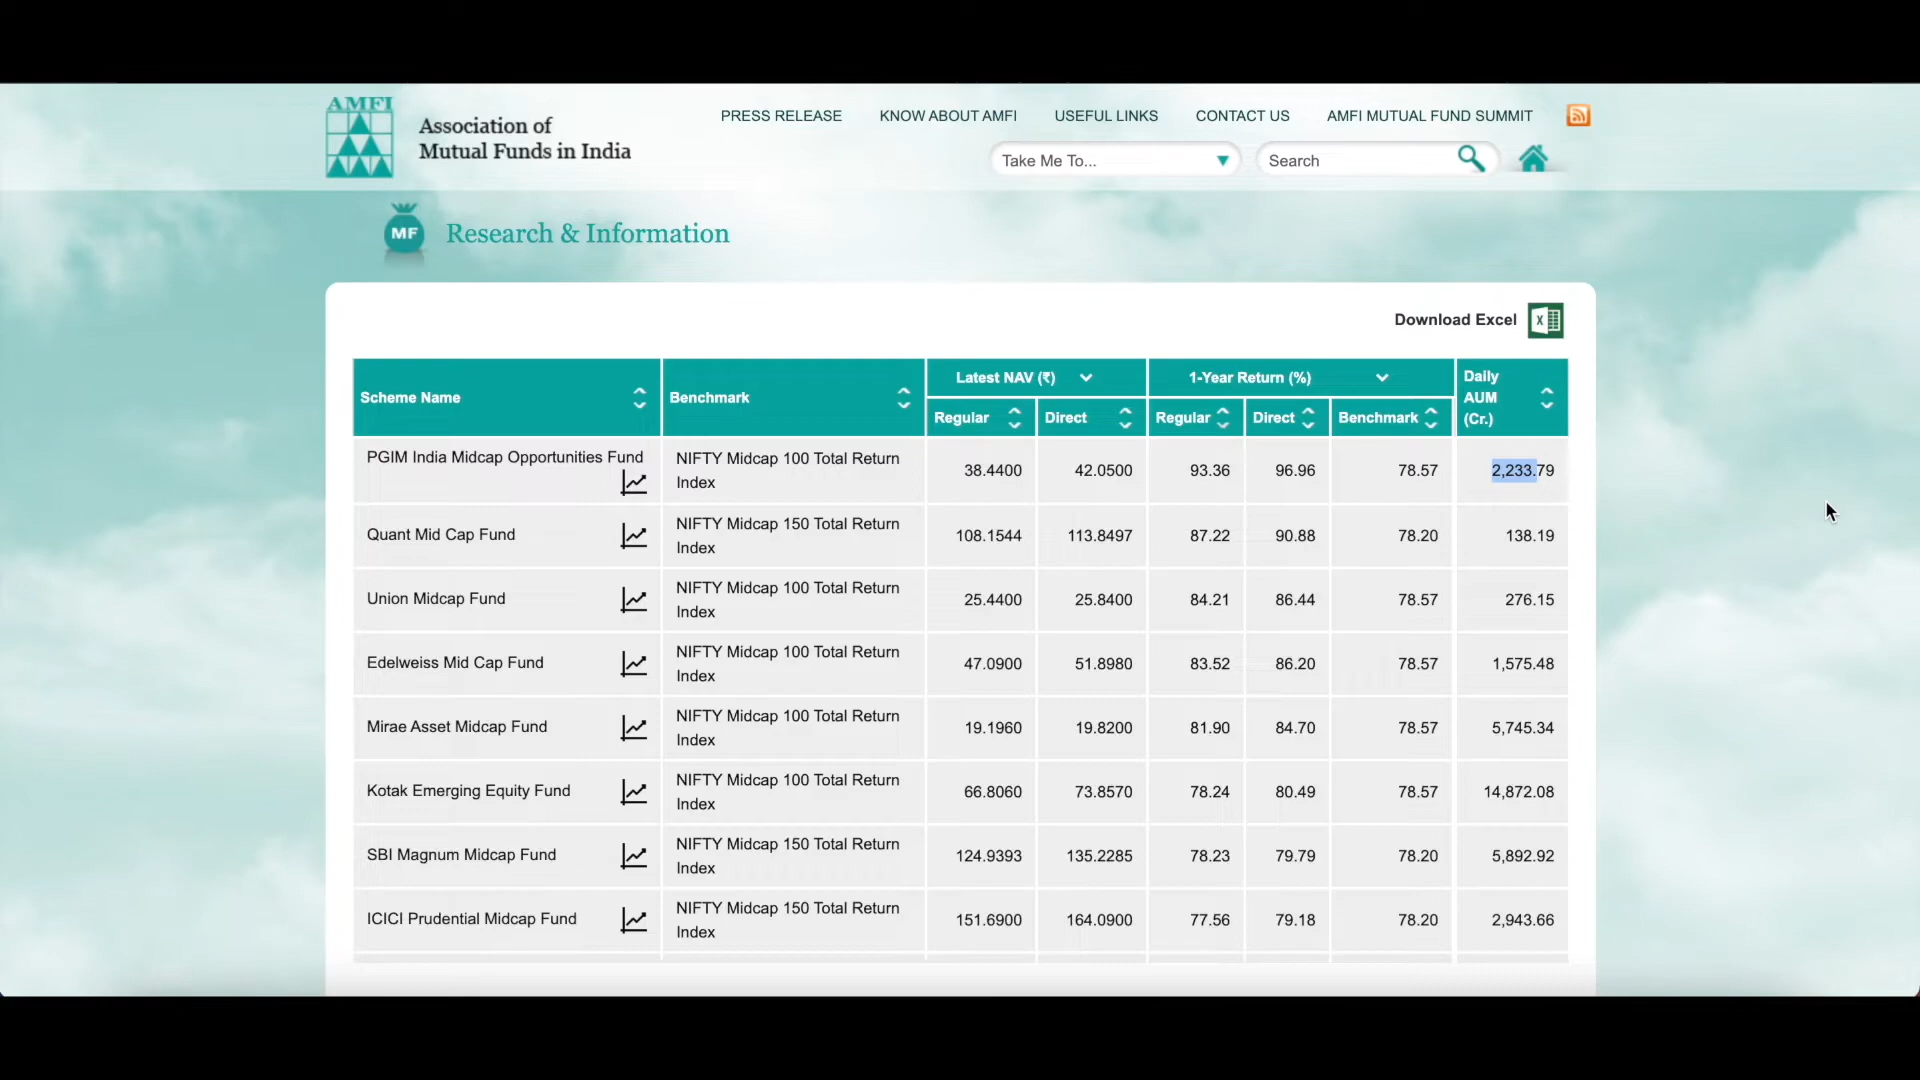 AMFI
Association of
Mutual Funds in India
PRESS RELEASE KNOW ABOUT AMFI USEFUL LINKS CONTACT US AMFI MUTUAL FUND SUMMIT
Take Me To... Search
MF Research & Information
Download Excel
Scheme Name Benchmark Latest NAV (₹) 1-Year Return (%) Daily AUM (Cr.)
Regular Direct Regular Direct Benchmark
PGIM India Midcap Opportunities Fund NIFTY Midcap 100 Total Return Index 38.4400 42.0500 93.36 96.96 78.57 2,233.79
Quant Mid Cap Fund NIFTY Midcap 150 Total Return Index 108.1544 113.8497 87.22 90.88 78.20 138.19
Union Midcap Fund NIFTY Midcap 100 Total Return Index 25.4400 25.8400 84.21 86.44 78.57 276.15
Edelweiss Mid Cap Fund NIFTY Midcap 100 Total Return Index 47.0900 51.8980 83.52 86.20 78.57 1,575.48
Mirae Asset Midcap Fund NIFTY Midcap 100 Total Return Index 19.1960 19.8200 81.90 84.70 78.57 5,745.34
Kotak Emerging Equity Fund NIFTY Midcap 100 Total Return Index 66.8060 73.8570 78.24 80.49 78.57 14,872.08
SBI Magnum Midcap Fund NIFTY Midcap 150 Total Return Index 124.9393 135.2285 78.23 79.79 78.20 5,892.92
ICICI Prudential Midcap Fund NIFTY Midcap 150 Total Return Index 151.6900 164.0900 77.56 79.18 78.20 2,943.66